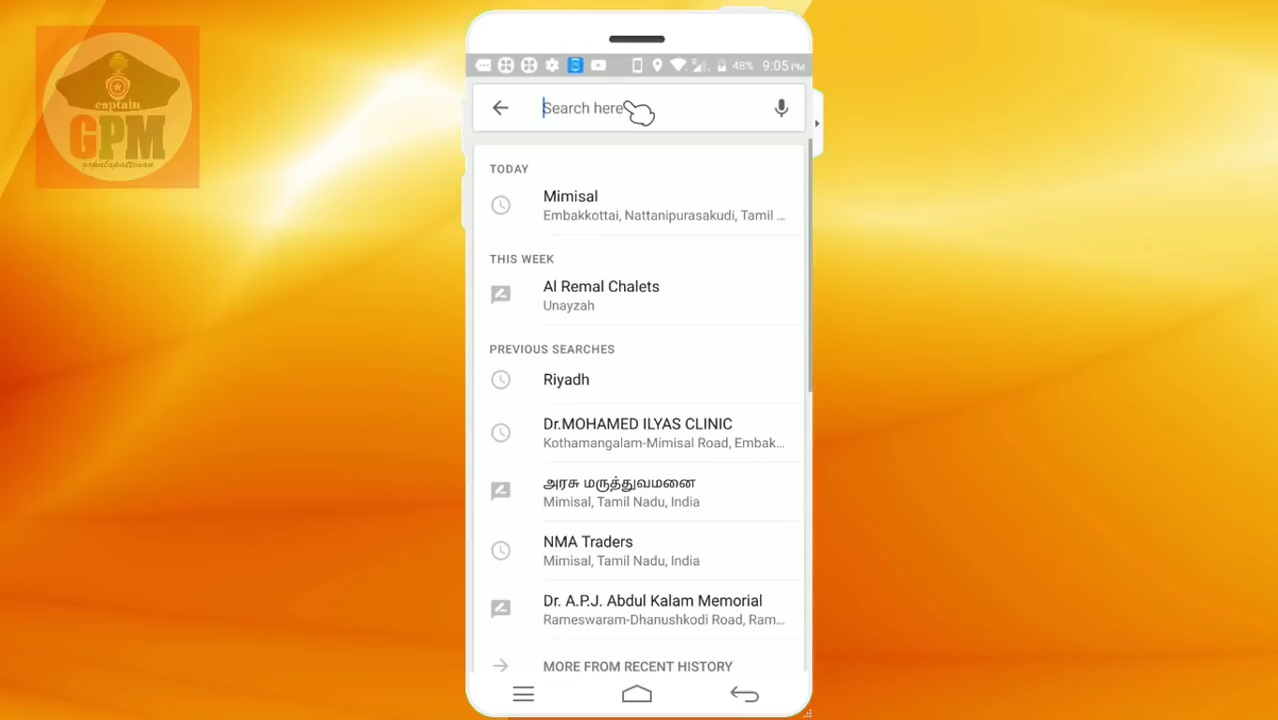 captain
GPM
gopalapattinam
48% 9:05 PM
Search here
TODAY
Mimisal
Embakkottai, Nattanipurasakudi, Tamil ...
THIS WEEK
Al Remal Chalets
Unayzah
PREVIOUS SEARCHES
Riyadh
Dr.MOHAMED ILYAS CLINIC
Kothamangalam-Mimisal Road, Embak...
அரசு மருத்துவமனை
Mimisal, Tamil Nadu, India
NMA Traders
Mimisal, Tamil Nadu, India
Dr. A.P.J. Abdul Kalam Memorial
Rameswaram-Dhanushkodi Road, Ram...
MORE FROM RECENT HISTORY